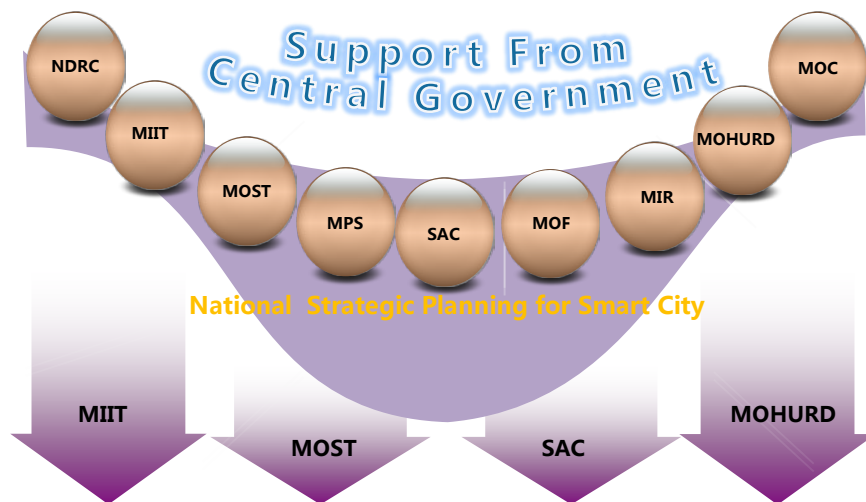 Support From
Central Government
NDRC
MIIT
MOST
MPS
SAC
MOF
MIR
MOHURD
MOC
National Strategic Planning for Smart City
MIIT
MOST
SAC
MOHURD